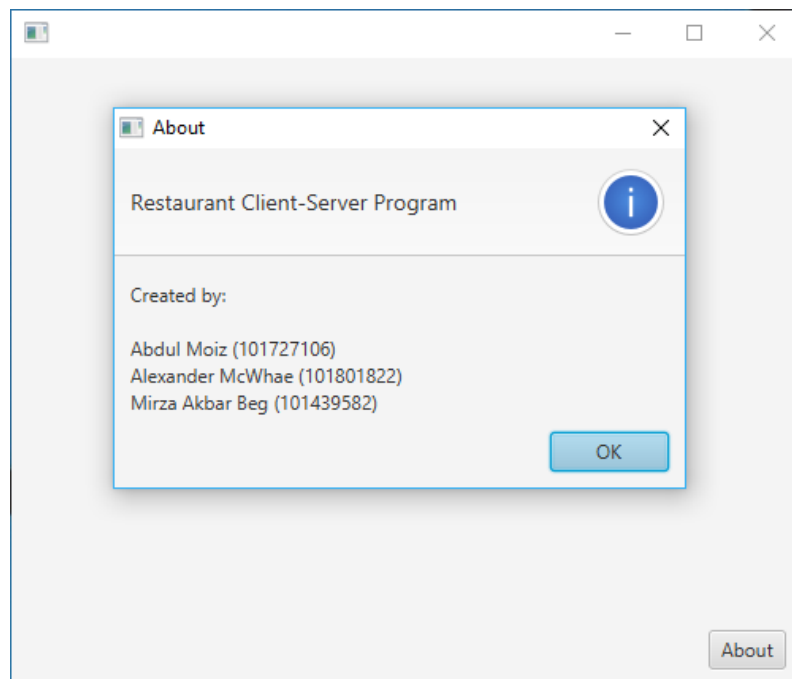 About
Restaurant Client-Server Program
i
Created by:
Abdul Moiz (101727106)
Alexander McWhae (101801822)
Mirza Akbar Beg (101439582)
OK
About